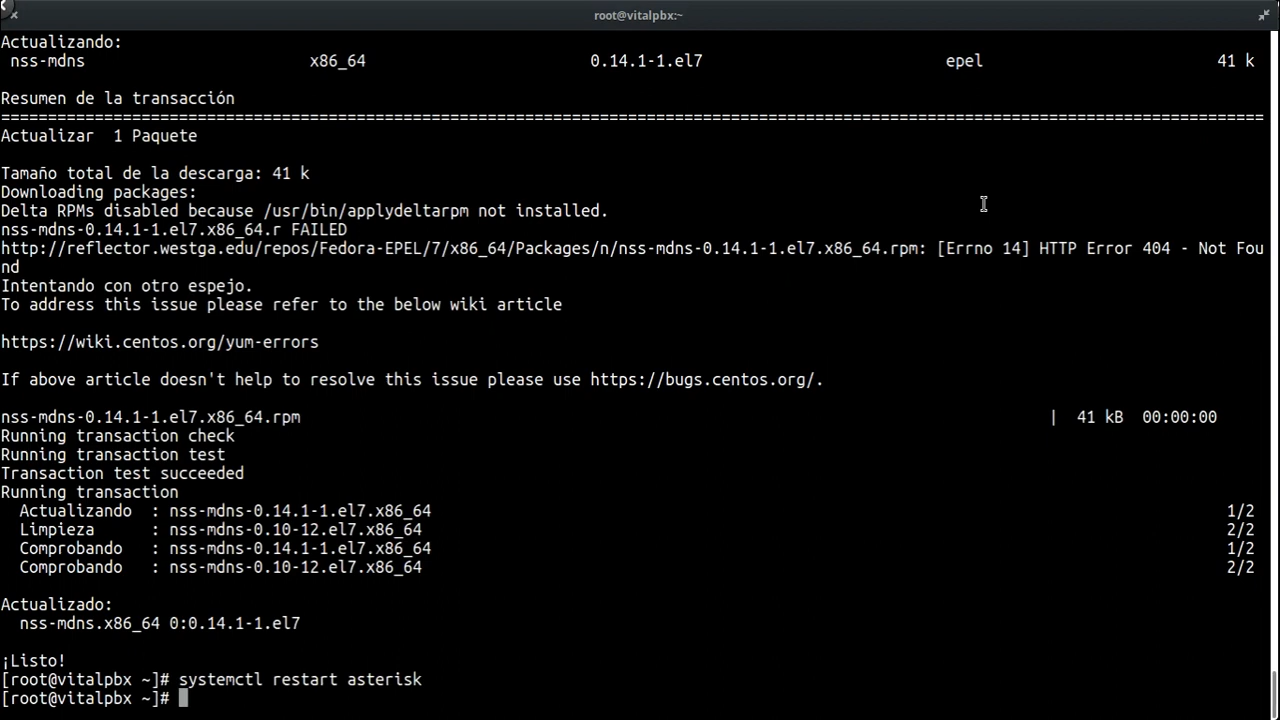 root@vitalpbx:~
Actualizando:
nss-mdns x86_64 0.14.1-1.el7 epel 41 k
Resumen de la transacción
================================================================================================================================
Actualizar 1 Paquete
Tamaño total de la descarga: 41 k
Downloading packages:
Delta RPMs disabled because /usr/bin/applydeltarpm not installed.
nss-mdns-0.14.1-1.el7.x86_64.r FAILED
http://reflector.westga.edu/repos/Fedora-EPEL/7/x86_64/Packages/n/nss-mdns-0.14.1-1.el7.x86_64.rpm: [Errno 14] HTTP Error 404 - Not Fou
nd
Intentando con otro espejo.
To address this issue please refer to the below wiki article
https://wiki.centos.org/yum-errors
If above article doesn't help to resolve this issue please use https://bugs.centos.org/.
nss-mdns-0.14.1-1.el7.x86_64.rpm | 41 kB 00:00:00
Running transaction check
Running transaction test
Transaction test succeeded
Running transaction
Actualizando : nss-mdns-0.14.1-1.el7.x86_64 1/2
Limpieza : nss-mdns-0.10-12.el7.x86_64 2/2
Comprobando : nss-mdns-0.14.1-1.el7.x86_64 1/2
Comprobando : nss-mdns-0.10-12.el7.x86_64 2/2
Actualizado:
nss-mdns.x86_64 0:0.14.1-1.el7
¡Listo!
[root@vitalpbx ~]# systemctl restart asterisk
[root@vitalpbx ~]#